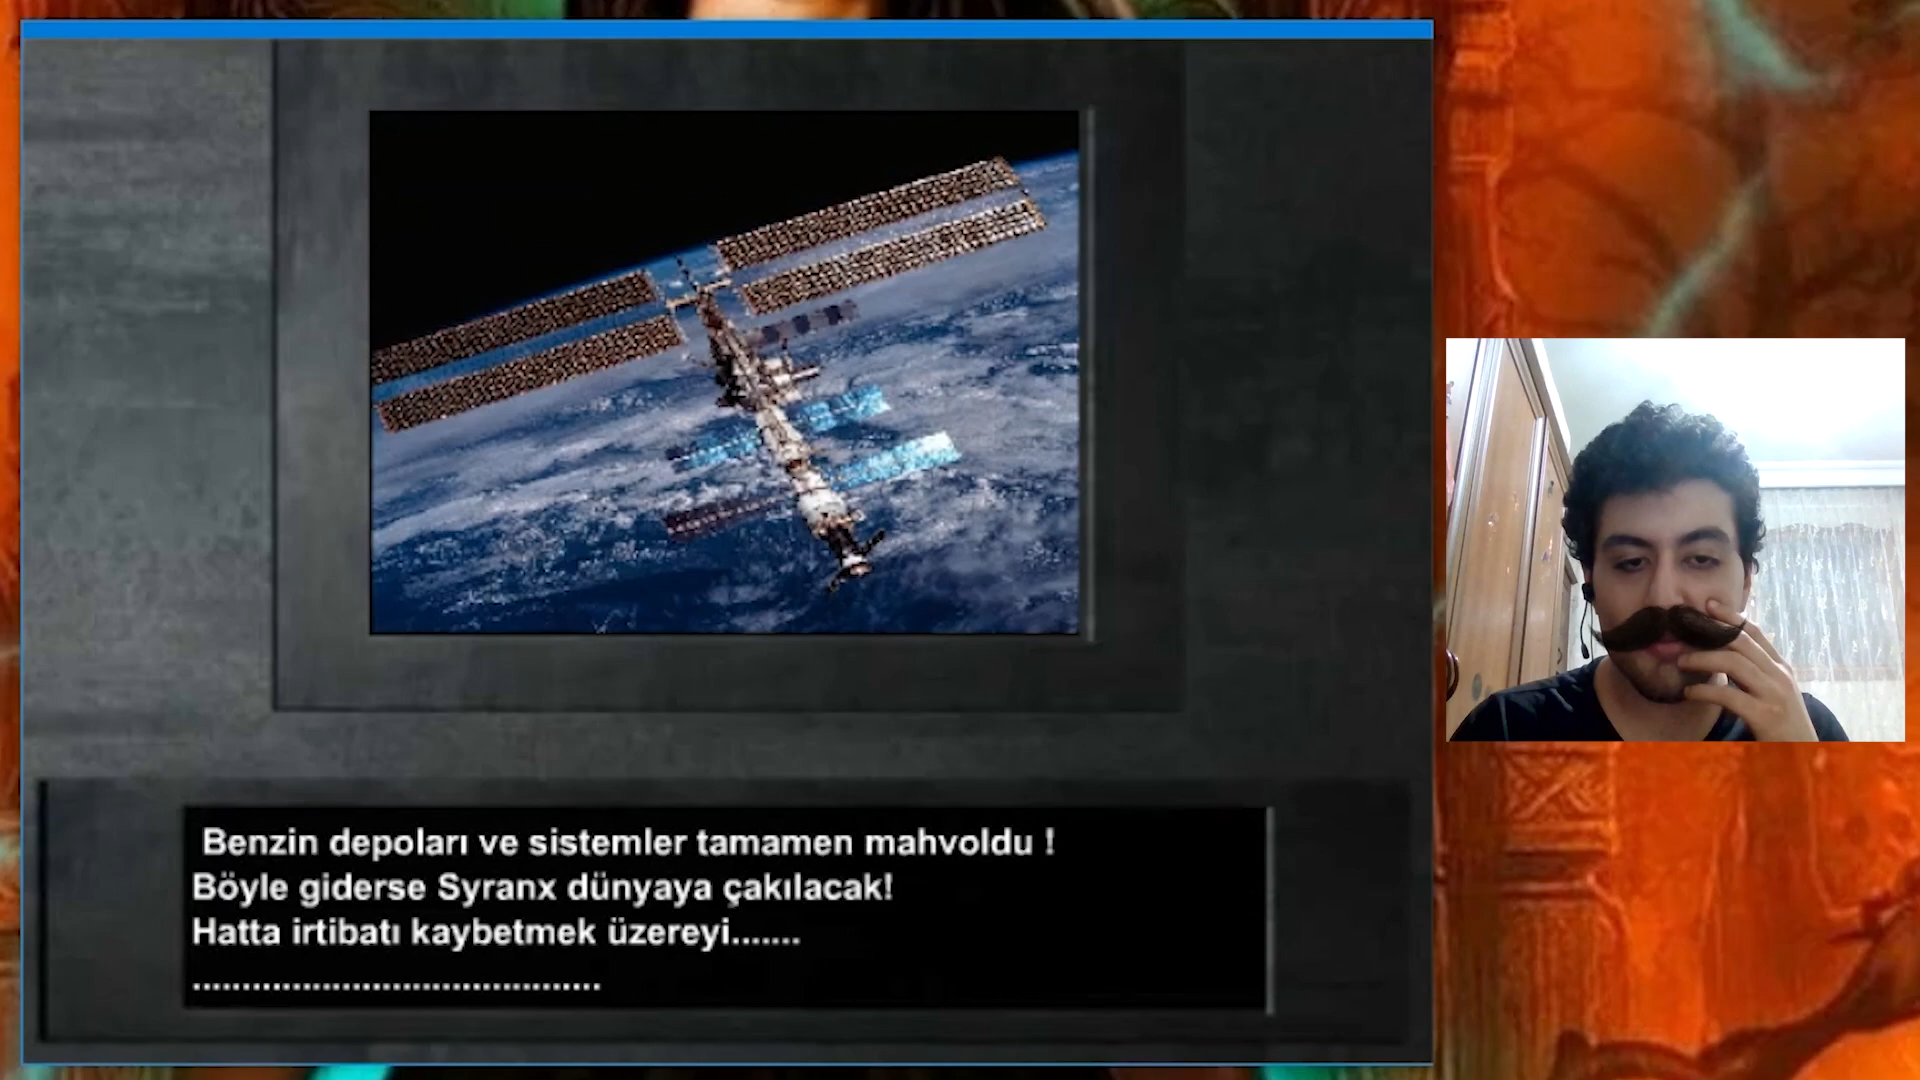 Benzin depoları ve sistemler tamamen mahvoldu !
Böyle giderse Syranx dünyaya çakılacak!
Hatta irtibatı kaybetmek üzereyi.......
.........................................